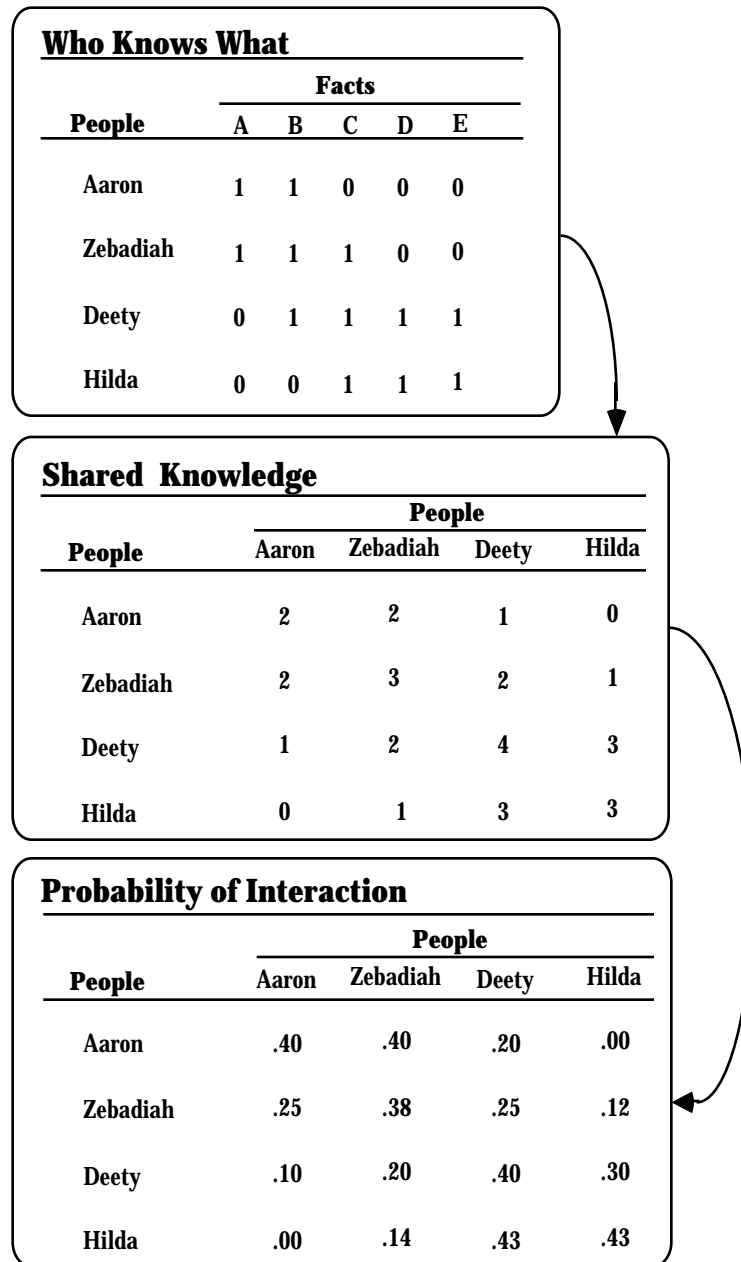 Who Knows What
Facts
People A B C D E
Aaron 1 1 0 0 0
Zebadiah 1 1 1 0 0
Deety 0 1 1 1 1
Hilda 0 0 1 1 1
Shared Knowledge
People
People Aaron Zebadiah Deety Hilda
Aaron 2 2 1 0
Zebadiah 2 3 2 1
Deety 1 2 4 3
Hilda 0 1 3 3
Probability of Interaction
People
People Aaron Zebadiah Deety Hilda
Aaron .40 .40 .20 .00
Zebadiah .25 .38 .25 .12
Deety .10 .20 .40 .30
Hilda .00 .14 .43 .43